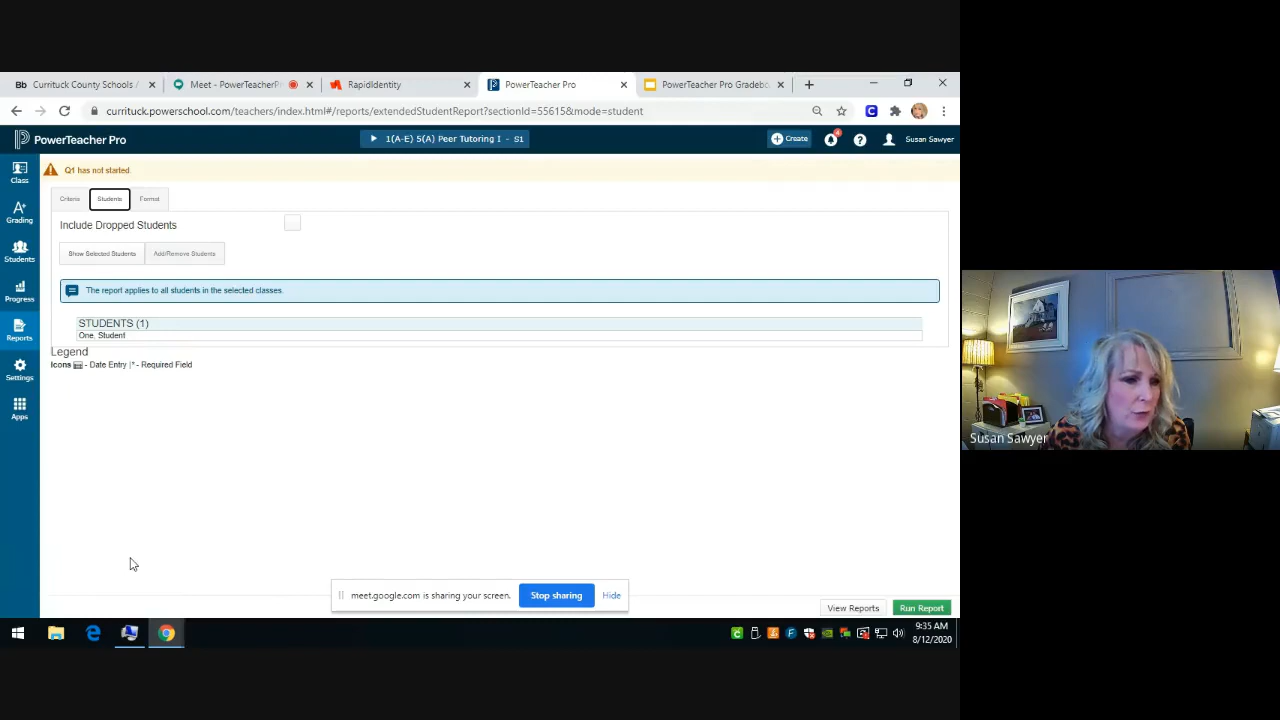 Bb Currituck County Schools / Meet - PowerTeacherPr RapidIdentity PowerTeacher Pro PowerTeacher Pro Gradebo
currituck.powerschool.com/teachers/index.html#/reports/extendedStudentReport?sectionId=55615&mode=student
PowerTeacher Pro 1(A-E) 5(A) Peer Tutoring I - S1 Create 4 Susan Sawyer
Class
Grading
Students
Progress
Reports
Settings
Apps
Q1 has not started.
Criteria Students Format
Include Dropped Students
Show Selected Students Add/Remove Students
The report applies to all students in the selected classes.
STUDENTS (1)
One, Student
Legend
Icons - Date Entry | * - Required Field
meet.google.com is sharing your screen. Stop sharing Hide
View Reports Run Report
9:35 AM
8/12/2020
Susan Sawyer